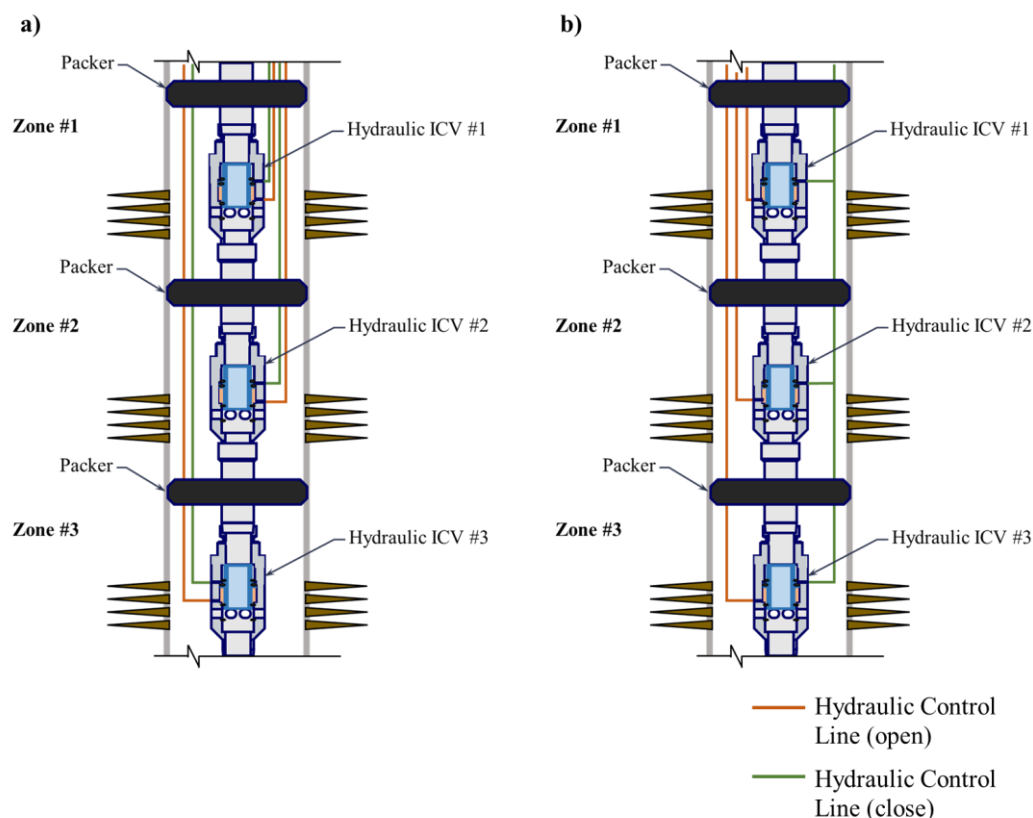 a)
Packer
Zone #1
Hydraulic ICV #1
Packer
Zone #2
Hydraulic ICV #2
Packer
Zone #3
Hydraulic ICV #3
b)
Packer
Zone #1
Hydraulic ICV #1
Packer
Zone #2
Hydraulic ICV #2
Packer
Zone #3
Hydraulic ICV #3
Hydraulic Control
Line (open)
Hydraulic Control
Line (close)